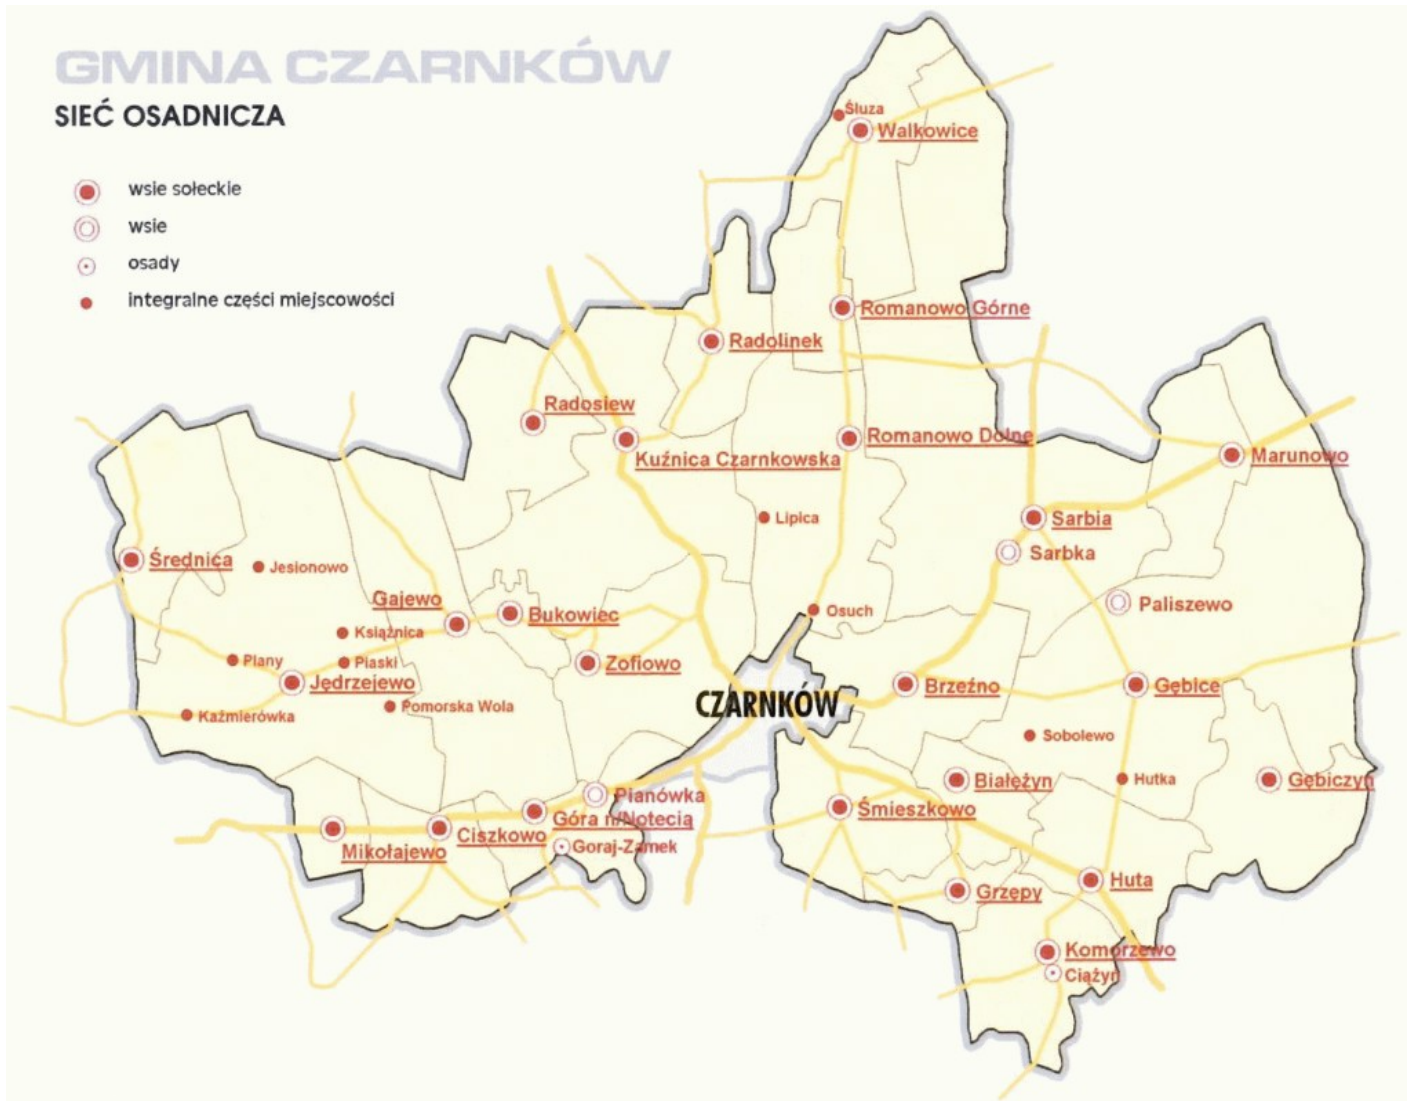 GMINA CZARNKÓW
SIEĆ OSADNICZA
wsie sołeckie
wsie
osady
integralne części miejscowości
Śluza
Walkowice
Romanowo Górne
Radolinek
Radosiew
Romanowo Dolne
Kuźnica Czarnkowska
Marunowo
Lipica
Sarbia
Sarbka
Średnica
Jesionowo
Gajewo
Bukowiec
Paliszewo
Osuch
Książnica
Plany
Piaski
Zofiowo
Jędrzejewo
Brzeźno
Gębice
CZARNKÓW
Pomorska Wola
Kaźmierówka
Sobolewo
Białężyn
Hutka
Gębiczyn
Pianówka
Śmieszkowo
Góra n/Notecią
Ciszkowo
Mikołajewo
Goraj-Zamek
Huta
Grzępy
Komorzewo
Ciążyń